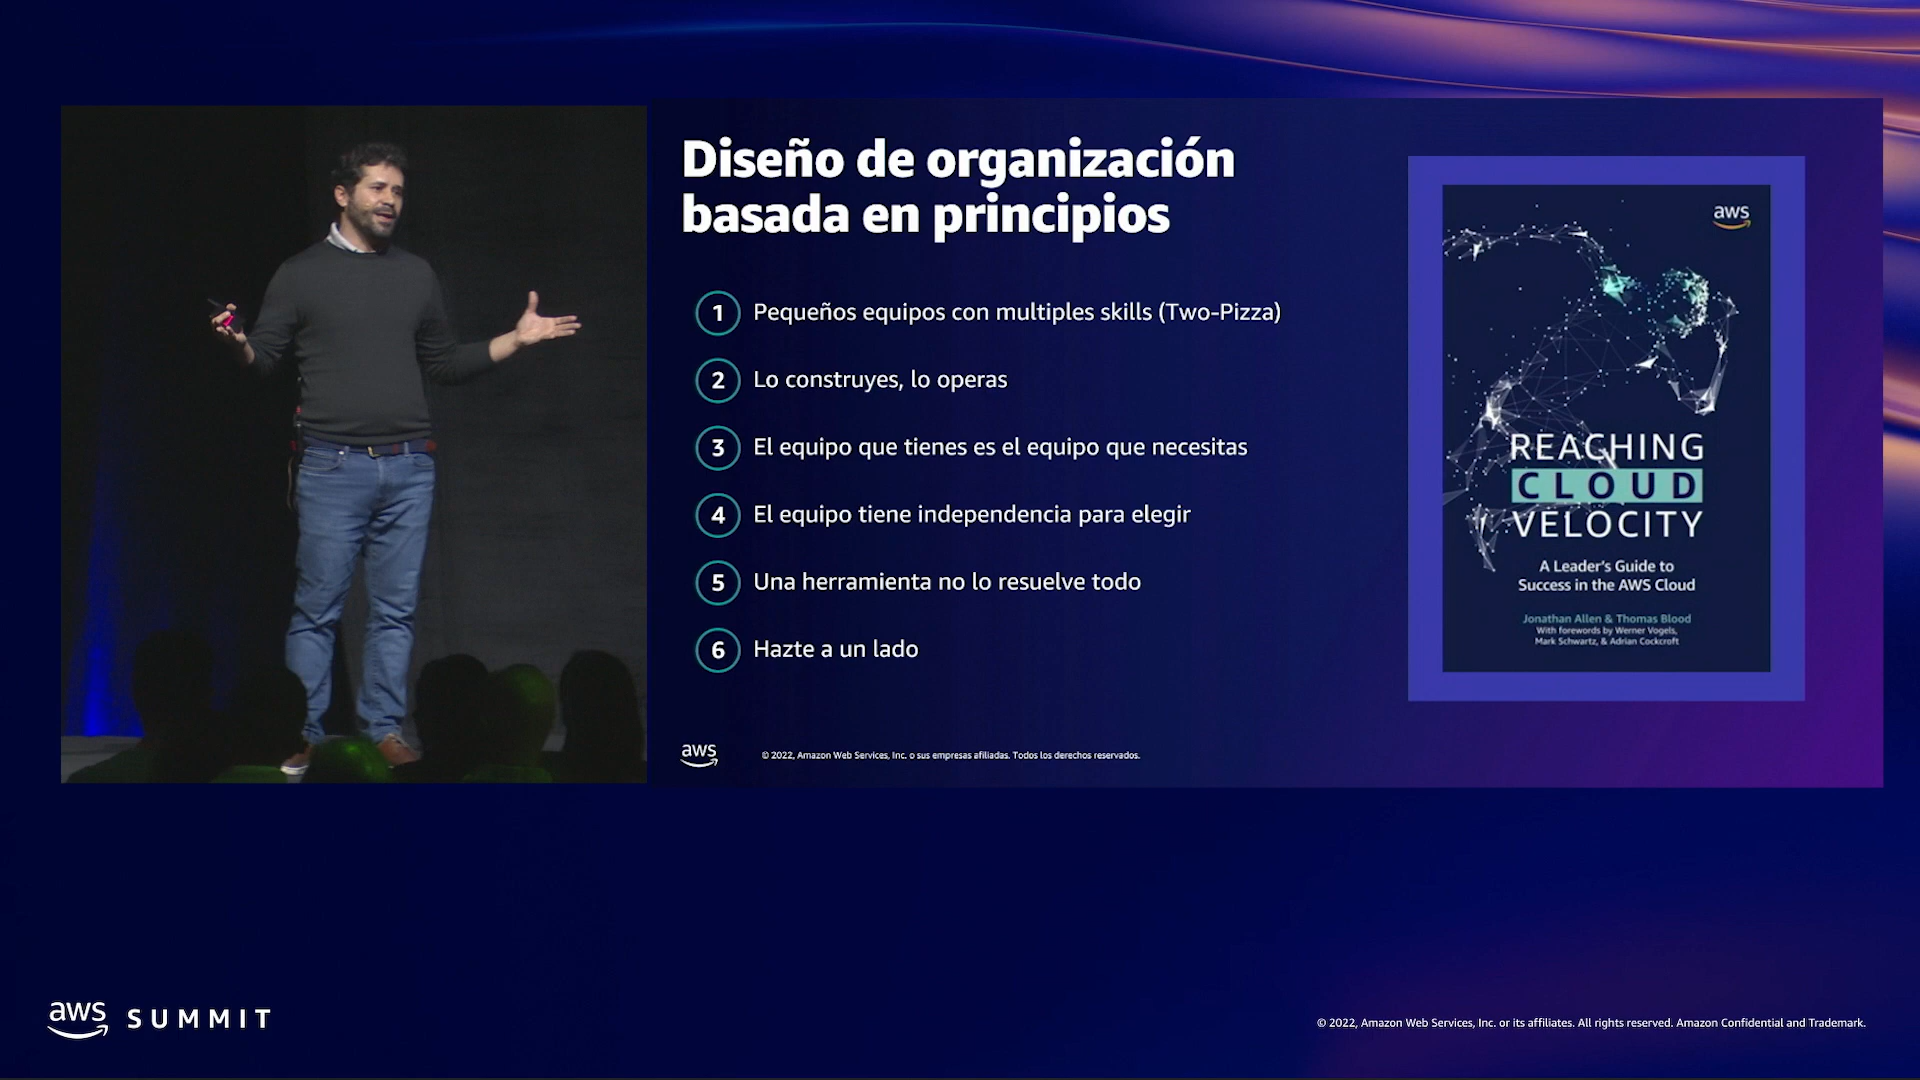 Diseño de organización
basada en principios
1 Pequeños equipos con multiples skills (Two-Pizza)
2 Lo construyes, lo operas
3 El equipo que tienes es el equipo que necesitas
4 El equipo tiene independencia para elegir
5 Una herramienta no lo resuelve todo
6 Hazte a un lado
aws
© 2022, Amazon Web Services, Inc. o sus empresas afiliadas. Todos los derechos reservados.
aws
REACHING
CLOUD
VELOCITY
A Leader's Guide to
Success in the AWS Cloud
Jonathan Allen & Thomas Blood
With forewords by Werner Vogels,
Mark Schwartz, & Adrian Cockcroft
aws SUMMIT
© 2022, Amazon Web Services, Inc. or its affiliates. All rights reserved. Amazon Confidential and Trademark.